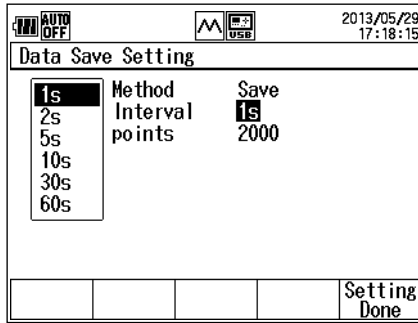 AUTO OFF
USB
2013/05/29
17:18:15
Data Save Setting
1s
2s
5s
10s
30s
60s
Method Save
Interval 1s
points 2000
Setting
Done